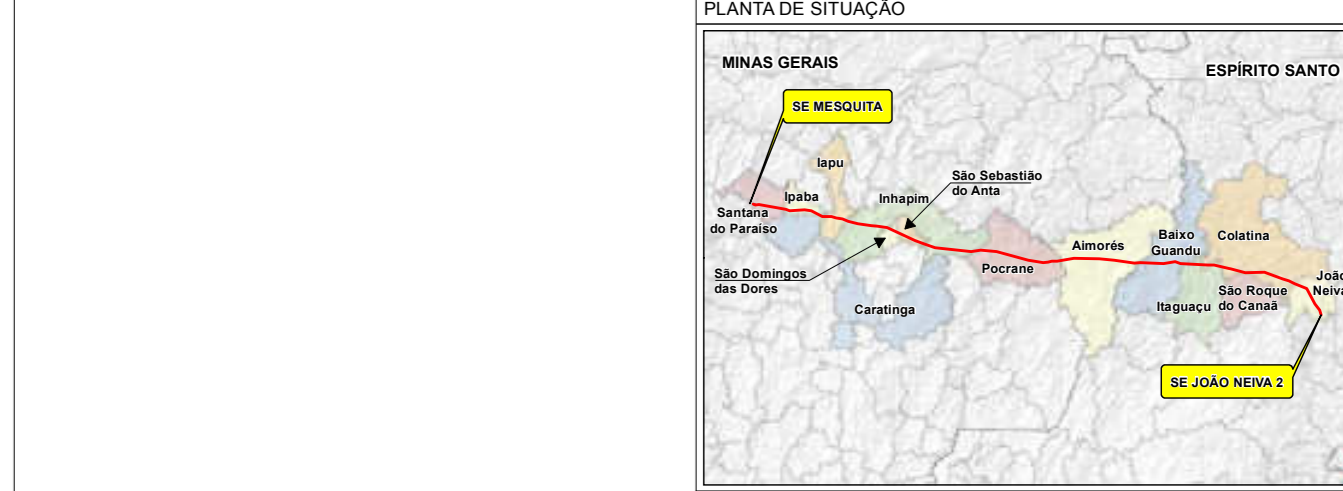 PLANTA DE SITUAÇÃO
MINAS GERAIS
ESPÍRITO SANTO
SE MESQUITA
Iapu
São Sebastião
do Anta
Ipaba
Inhapim
Santana
do Paraíso
Aimorés
Baixo
Guandu
Colatina
São Domingos
das Dores
Pocrane
Caratinga
Itaguaçu
São Roque
do Canaã
João
Neiva
SE JOÃO NEIVA 2